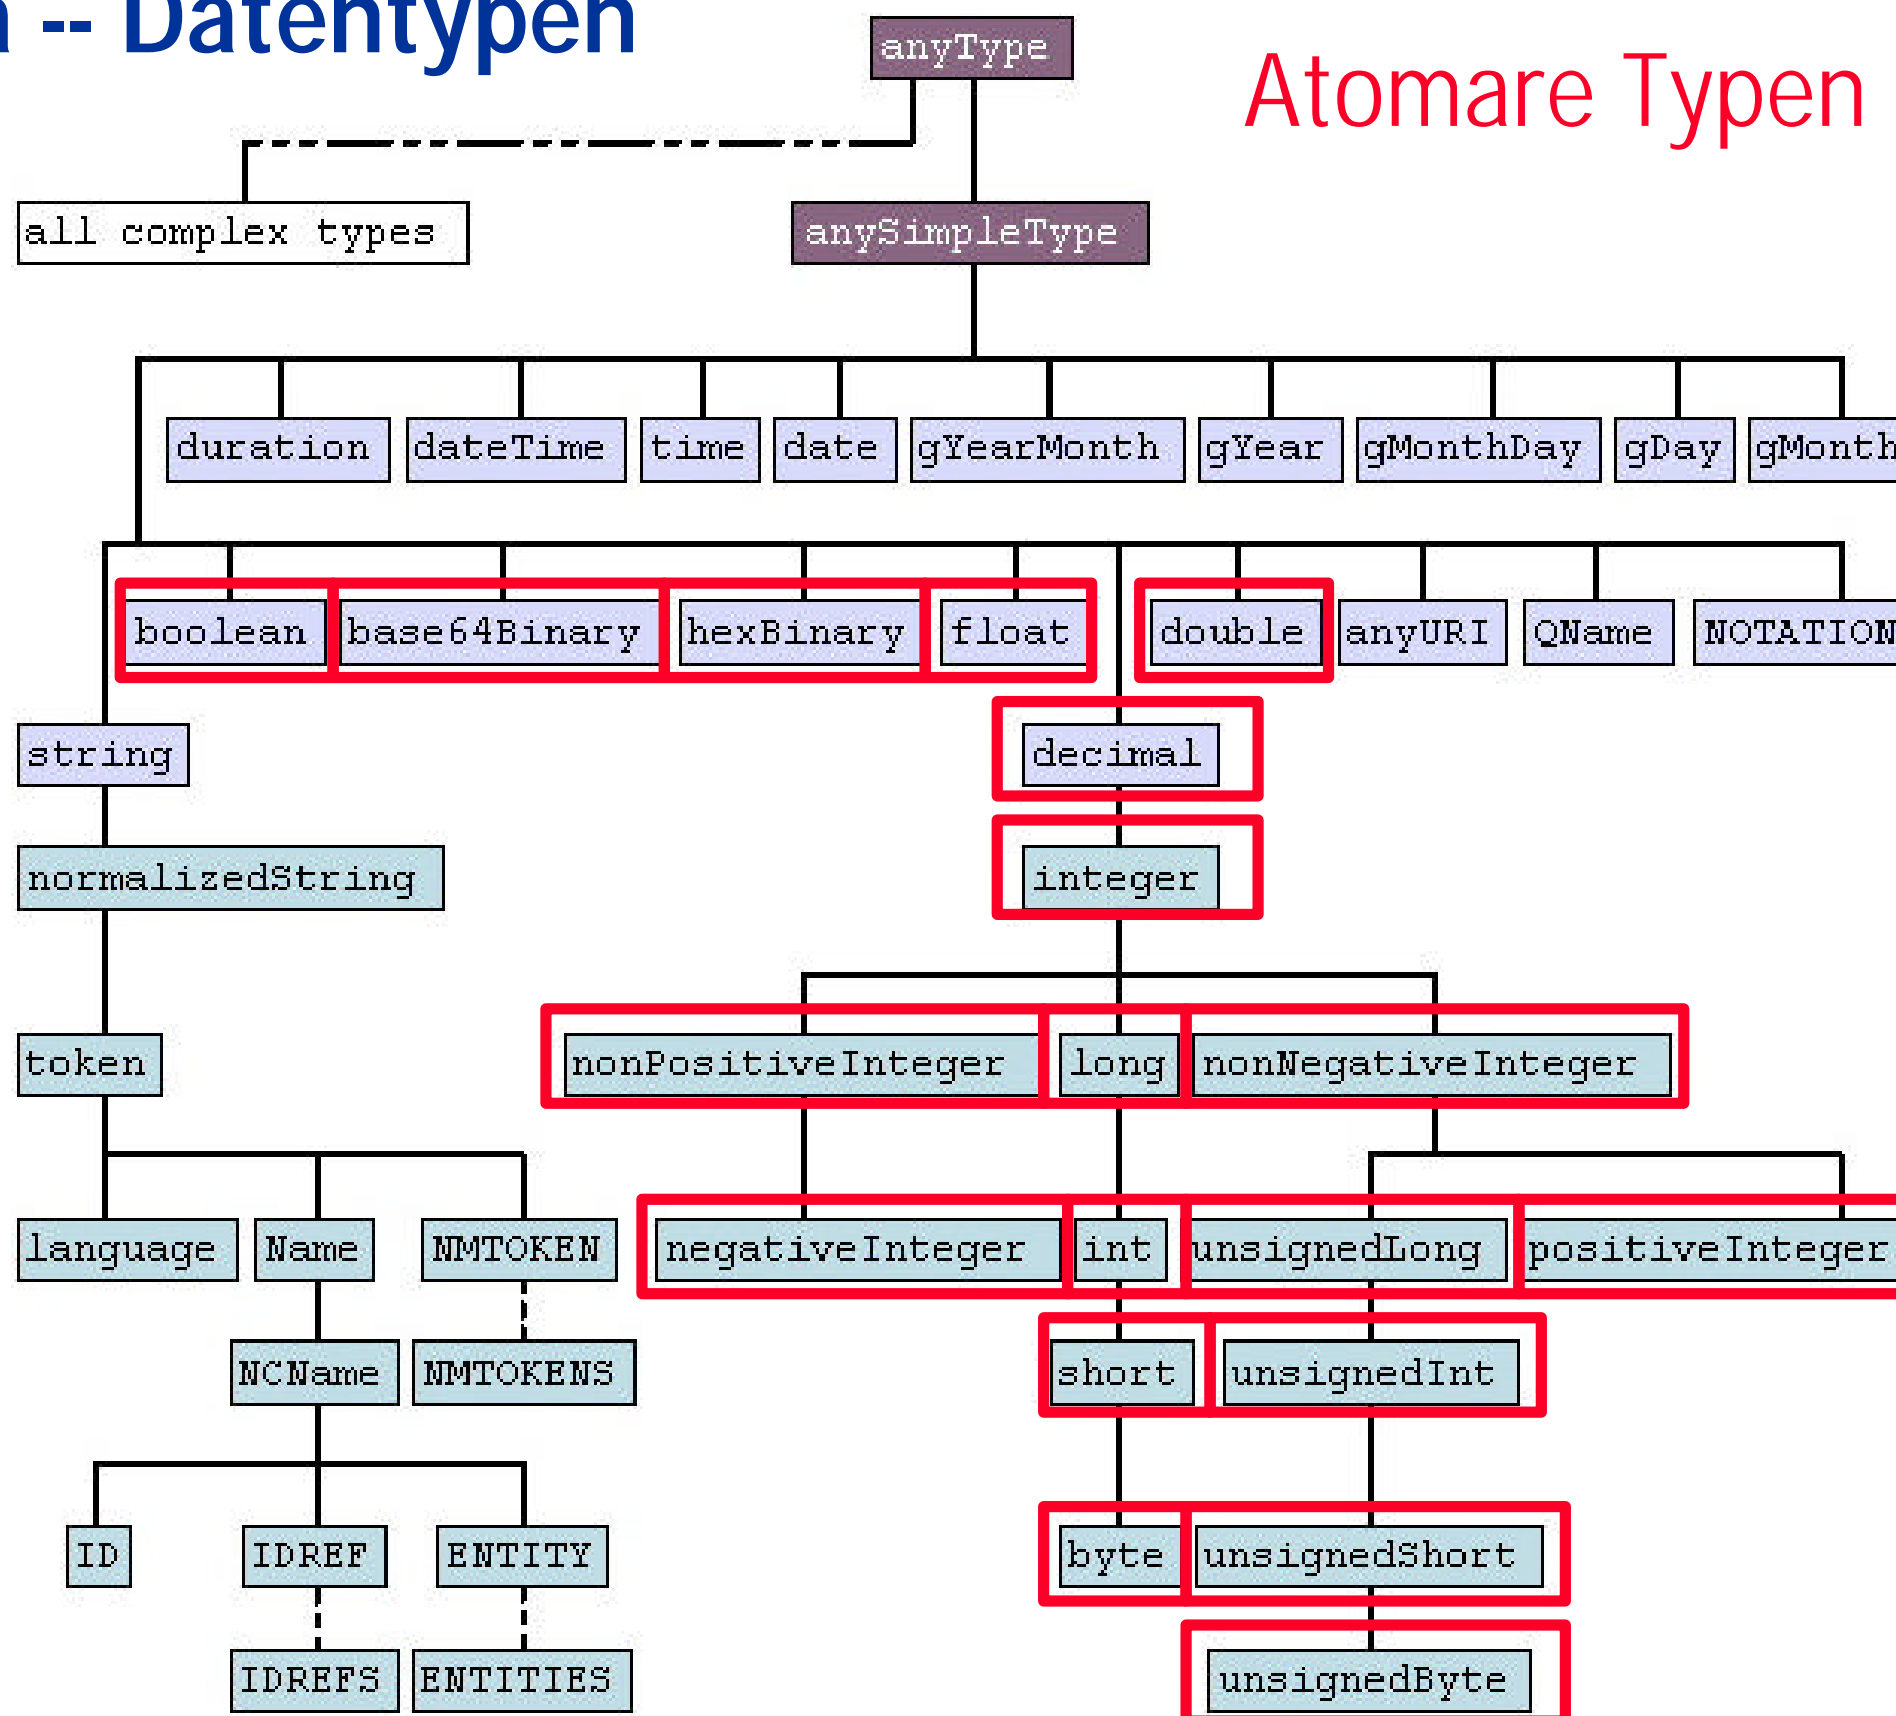 a -- Datentypen
anyType
Atomare Typen
all complex types
anySimpleType
duration dateTime time date gYearMonth gYear gMonthDay gDay gMonth
boolean base64Binary hexBinary float double anyURI QName NOTATION
string decimal
normalizedString integer
token nonPositiveInteger long nonNegativeInteger
language Name NMTOKEN negativeInteger int unsignedLong positiveInteger
NCName NMTOKENS short unsignedInt
ID IDREF ENTITY byte unsignedShort
IDREFS ENTITIES unsignedByte